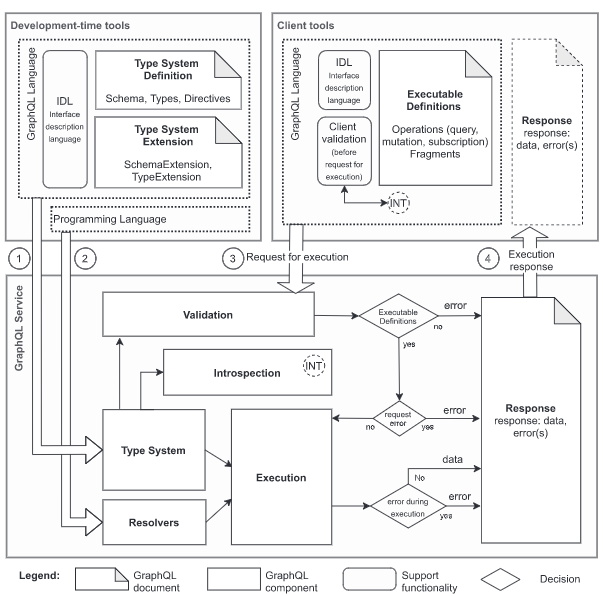 Development-time tools
GraphQL Language
IDL
Interface
description
language
Type System
Definition
Schema, Types, Directives
Type System
Extension
SchemaExtension,
TypeExtension
Programming Language
Client tools
GraphQL Language
IDL
Interface
description
language
Client
validation
(before
request for
execution)
INT
Executable
Definitions
Operations (query,
mutation, subscription)
Fragments
Response
response:
data, error(s)
1
2
3
Request for execution
4
Execution
response
GraphQL Service
Validation
Executable
Definitions
error
no
yes
Introspection
INT
request
error
error
no
yes
Type System
Execution
Resolvers
data
No
error during
execution
error
yes
Response
response: data,
error(s)
Legend:
GraphQL
document
GraphQL
component
Support
functionality
Decision